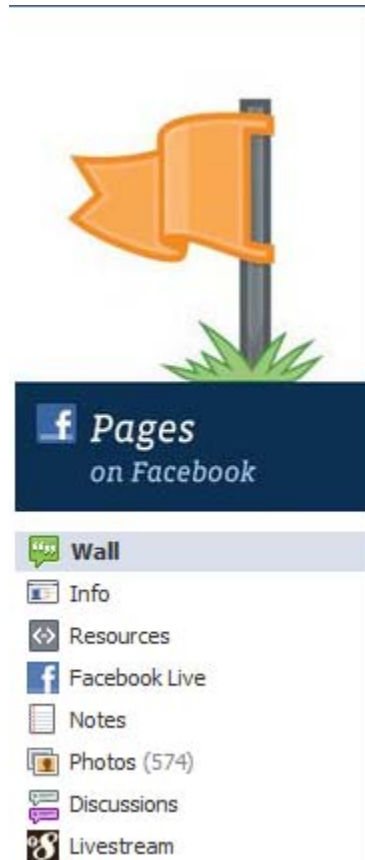 Pages
on Facebook
Wall
Info
Resources
Facebook Live
Notes
Photos (574)
Discussions
Livestream